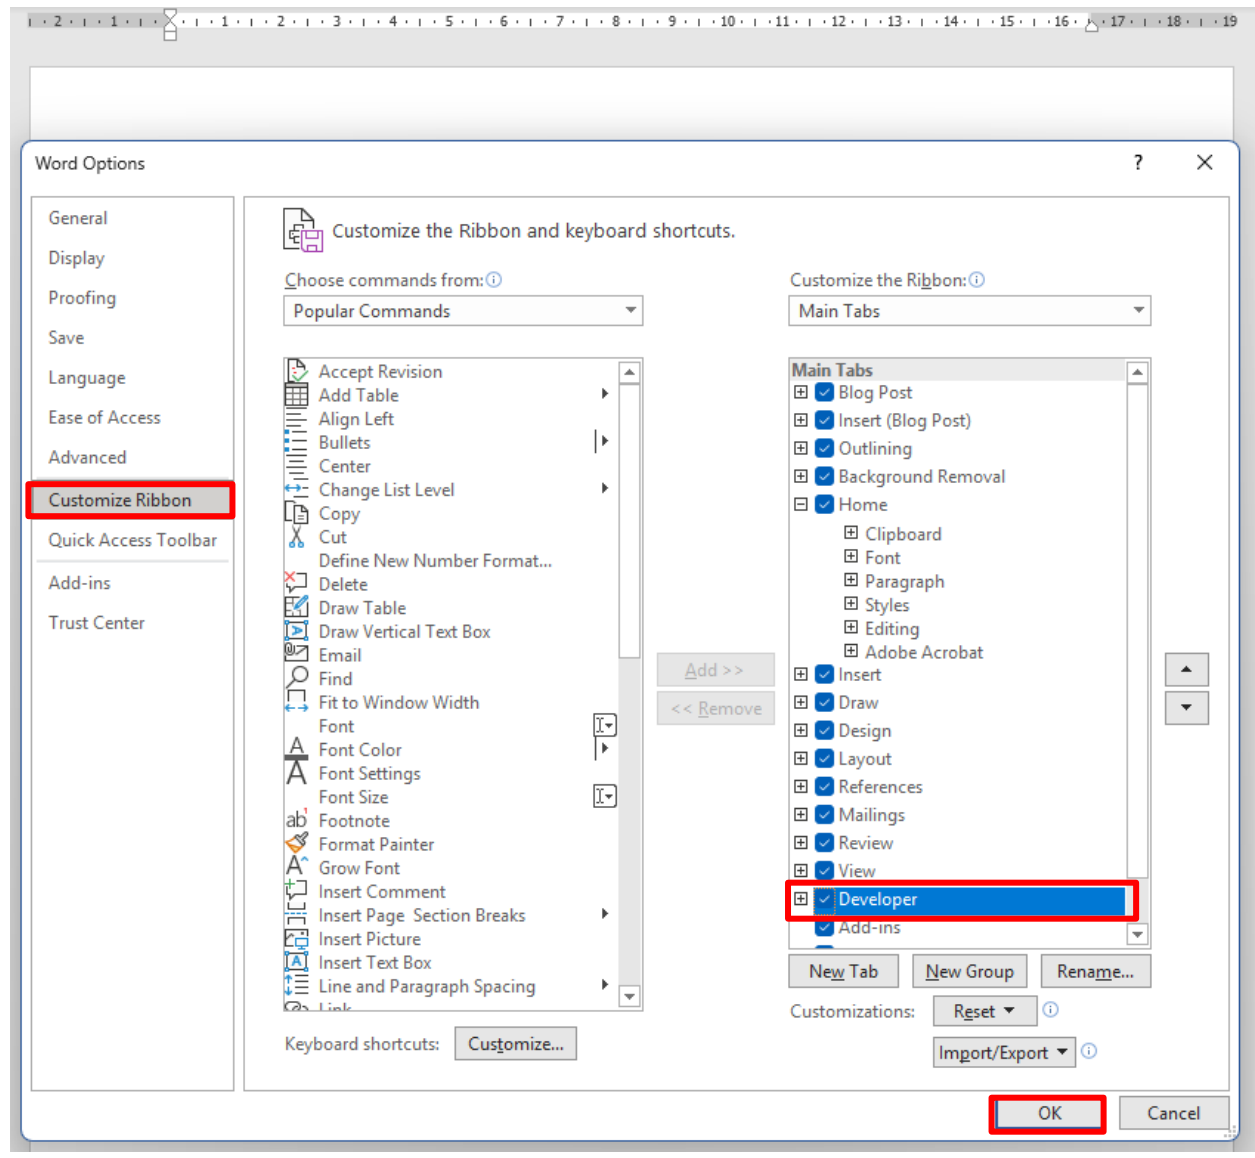 2 1 1 2 3 4 5 6 7 8 9 10 11 12 13 14 15 16 17 18 19
Word Options
?
General
Display
Proofing
Save
Language
Ease of Access
Advanced
Customize Ribbon
Quick Access Toolbar
Add-ins
Trust Center
Customize the Ribbon and keyboard shortcuts.
Choose commands from:
Popular Commands
Accept Revision
Add Table
Align Left
Bullets
Center
Change List Level
Copy
Cut
Define New Number Format...
Delete
Draw Table
Draw Vertical Text Box
Email
Find
Fit to Window Width
Font
Font Color
Font Settings
Font Size
Footnote
Format Painter
Grow Font
Insert Comment
Insert Page Section Breaks
Insert Picture
Insert Text Box
Line and Paragraph Spacing
Link
Keyboard shortcuts: Customize...
Add >>
<< Remove
Customize the Ribbon:
Main Tabs
Main Tabs
Blog Post
Insert (Blog Post)
Outlining
Background Removal
Home
Clipboard
Font
Paragraph
Styles
Editing
Adobe Acrobat
Insert
Draw
Design
Layout
References
Mailings
Review
View
Developer
Add-ins
New Tab New Group Rename...
Customizations: Reset
Import/Export
OK Cancel